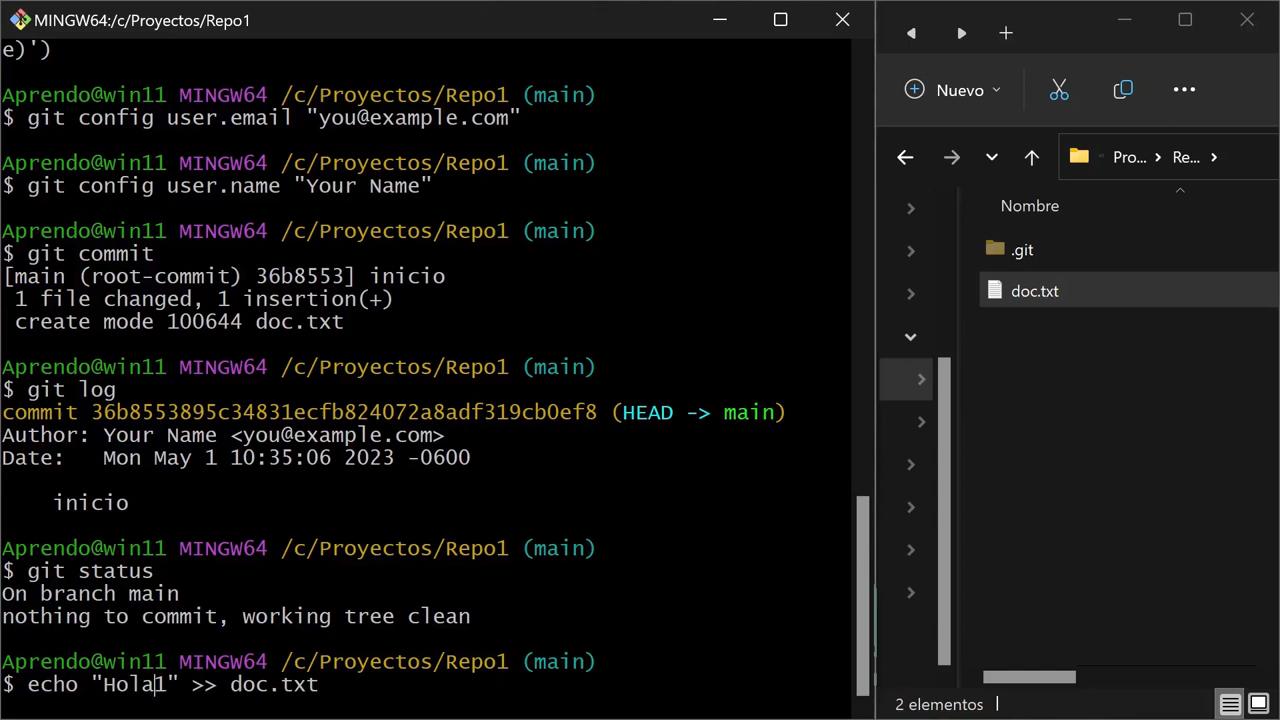 MINGW64:/c/Proyectos/Repo1
e)')
Aprendo@win11 MINGW64 /c/Proyectos/Repo1 (main)
$ git config user.email "you@example.com"
Aprendo@win11 MINGW64 /c/Proyectos/Repo1 (main)
$ git config user.name "Your Name"
Aprendo@win11 MINGW64 /c/Proyectos/Repo1 (main)
$ git commit
[main (root-commit) 36b8553] inicio
1 file changed, 1 insertion(+)
create mode 100644 doc.txt
Aprendo@win11 MINGW64 /c/Proyectos/Repo1 (main)
$ git log
commit 36b8553895c34831ecfb824072a8adf319cb0ef8 (HEAD -> main)
Author: Your Name <you@example.com>
Date:   Mon May 1 10:35:06 2023 -0600
inicio
Aprendo@win11 MINGW64 /c/Proyectos/Repo1 (main)
$ git status
On branch main
nothing to commit, working tree clean
Aprendo@win11 MINGW64 /c/Proyectos/Repo1 (main)
$ echo "Hola1" >> doc.txt
Nuevo
Pro... Re...
Nombre
.git
doc.txt
2 elementos